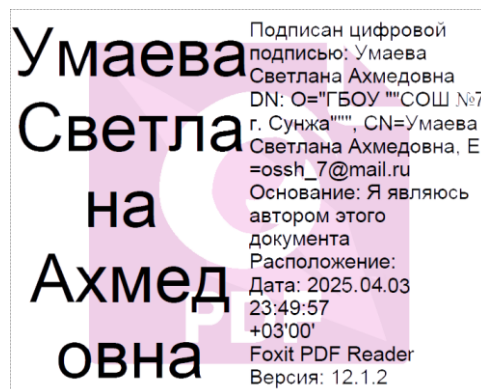 Умаева
Светла
на
Ахмед
овна
Подписан цифровой
подписью: Умаева
Светлана Ахмедовна
DN: O="ГБОУ ""СОШ №7
г. Сунжа""", CN=Умаева
Светлана Ахмедовна, E
=ossh_7@mail.ru
Основание: Я являюсь
автором этого
документа
Расположение:
Дата: 2025.04.03
23:49:57
+03'00'
Foxit PDF Reader
Версия: 12.1.2
PDF